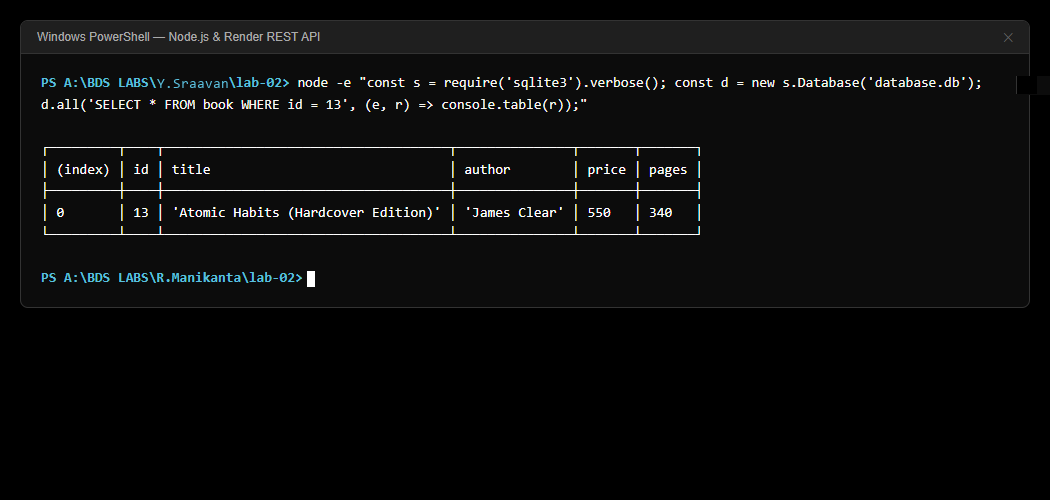 Windows PowerShell — Node.js & Render REST API
PS A:\BDS LABS\Y.Sraavan\lab-02> node -e "const s = require('sqlite3').verbose(); const d = new s.Database('database.db');
d.all('SELECT * FROM book WHERE id = 13', (e, r) => console.table(r));"
(index) id title author price pages
0 13 'Atomic Habits (Hardcover Edition)' 'James Clear' 550 340
PS A:\BDS LABS\R.Manikanta\lab-02>